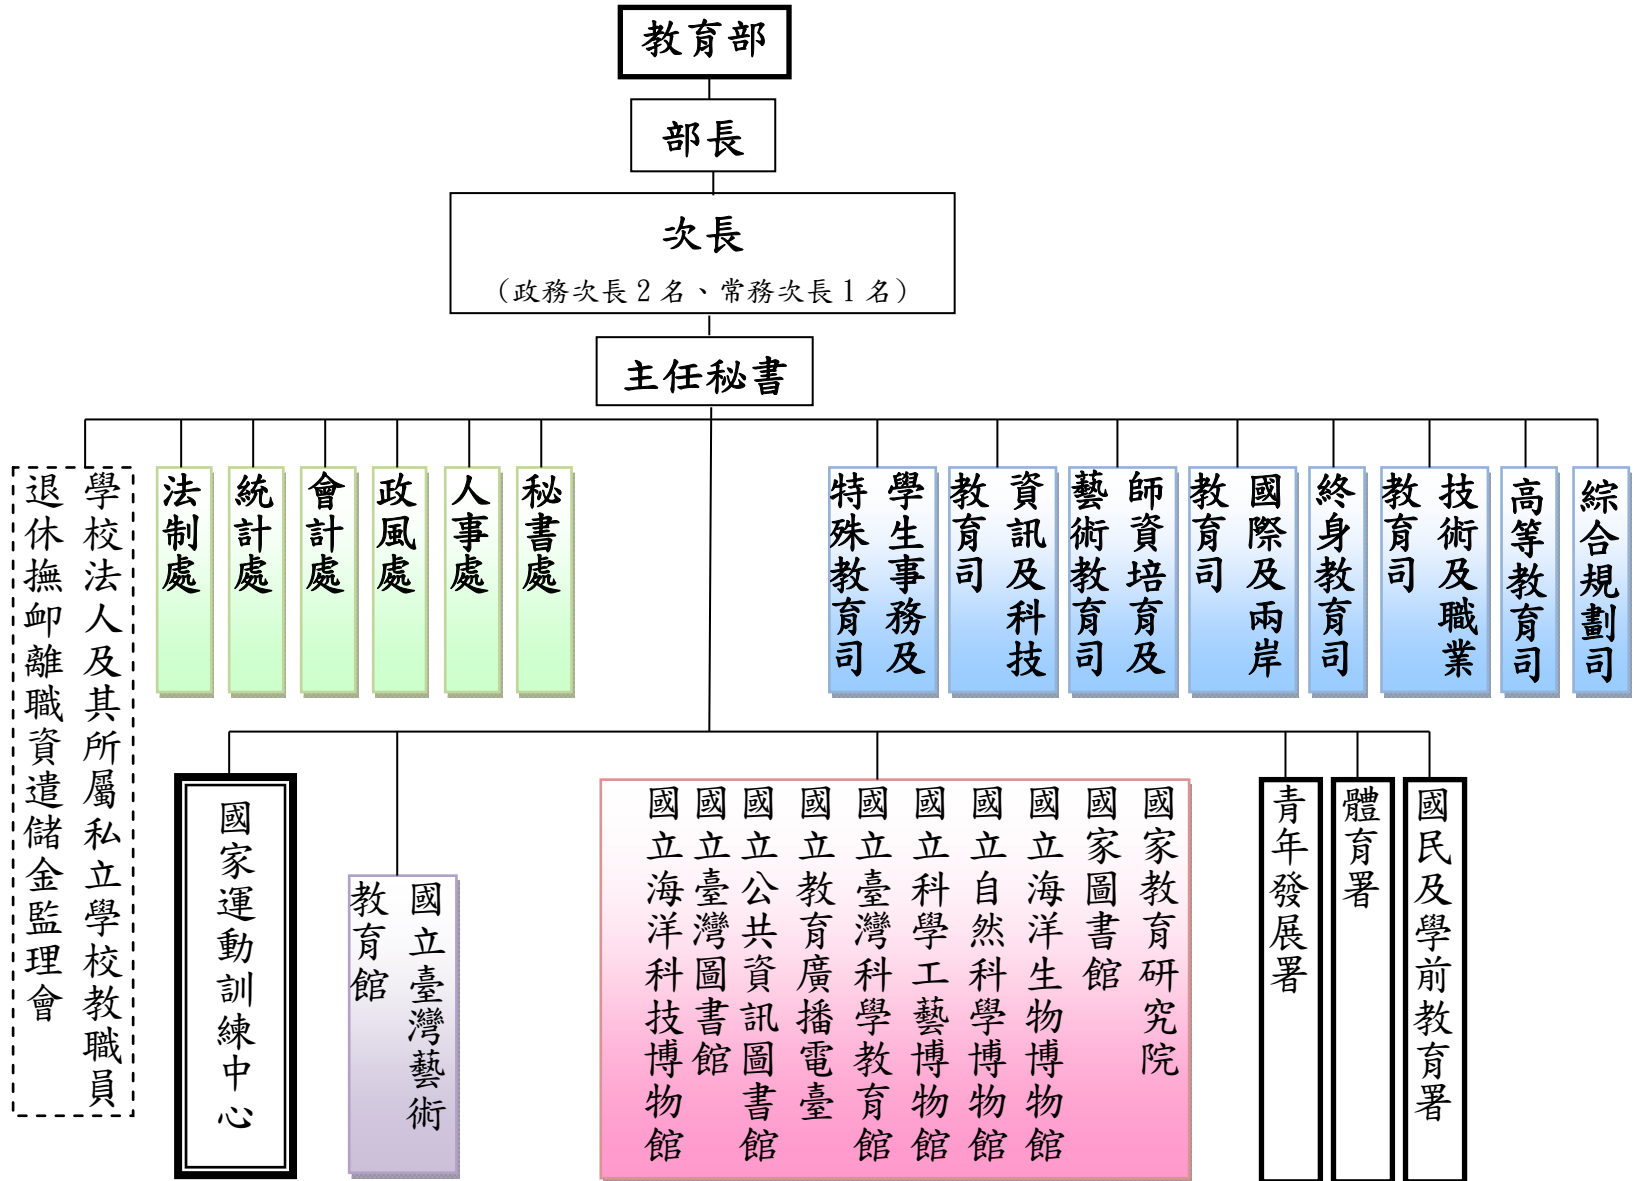 教育部
部長
次長
（政務次長2名、常務次長1名）
主任秘書
綜合規劃司
高等教育司
技術及職業
教育司
終身教育司
國際及兩岸
教育司
師資培育及
藝術教育司
資訊及科技
教育司
學生事務及
特殊教育司
秘書處
人事處
政風處
會計處
統計處
法制處
學校法人及其所屬私立學校教職員
退休撫卹離職資遣儲金監理會
國民及學前教育署
體育署
青年發展署
國家教育研究院
國家圖書館
國立海洋生物博物館
國立自然科學博物館
國立科學工藝博物館
國立臺灣科學教育館
國立教育廣播電臺
國立公共資訊圖書館
國立臺灣圖書館
國立海洋科技博物館
國立臺灣藝術
教育館
國家運動訓練中心